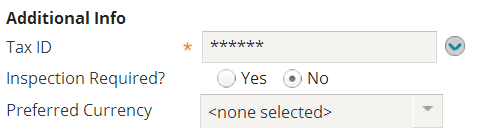 Additional Info
Tax ID * ******
Inspection Required? Yes No
Preferred Currency <none selected>